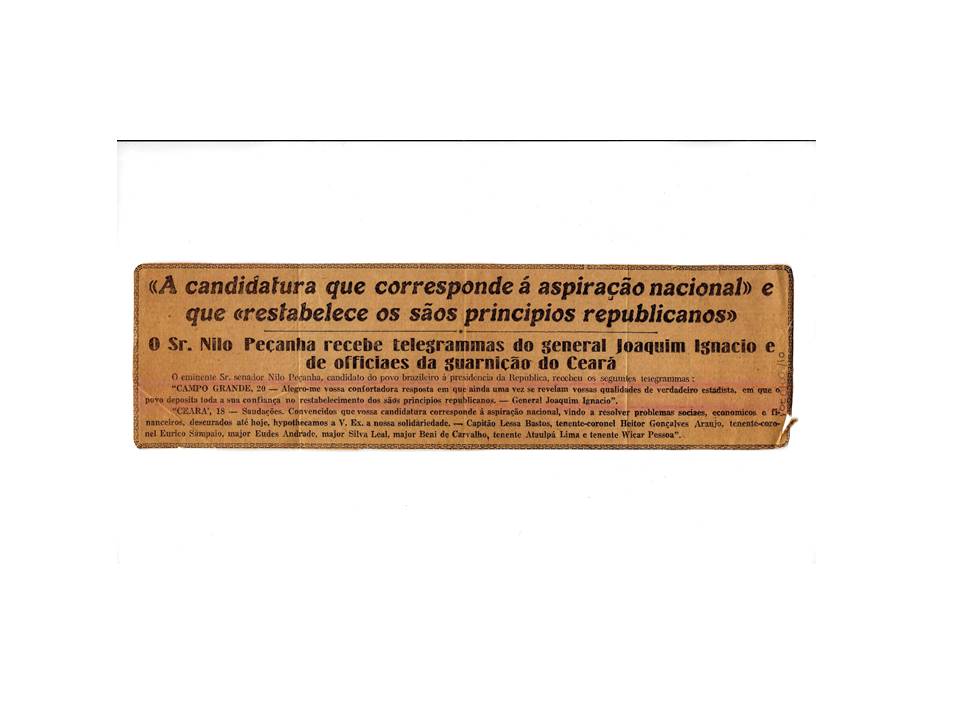 «A candidatura que corresponde á aspiração nacional» e
que «restabelece os sãos principios republicanos»
O Sr. Nilo Peçanha recebe telegrammas do general Joaquim Ignacio e
de officiaes da guarnição do Ceará
O eminente Sr. senador Nilo Peçanha, candidato do povo brazileiro á presidencia da Republica, recebeu os seguintes telegrammas:
"CAMPO GRANDE, 20 — Alegro-me vossa confortadora resposta em que ainda uma vez se revelam vossas qualidades de verdadeiro estadista, em que o
povo deposita toda a sua confiança no restabelecimento dos sãos principios republicanos. — General Joaquim Ignacio".
"CEARA', 18 — Saudações. Convencidos que vossa candidatura corresponde á aspiração nacional, vindo a resolver problemas sociaes, economicos e fi-
nanceiros, descurados até hoje, hypothecamos a V. Ex. a nossa solidariedade. — Capitão Lessa Bastos, tenente-coronel Heitor Gonçalves Araujo, tenente-coro-
nel Eurico Sampaio, major Eudes Andrade, major Silva Leal, major Beni de Carvalho, tenente Ataulpá Lima e tenente Wicar Pessoa".